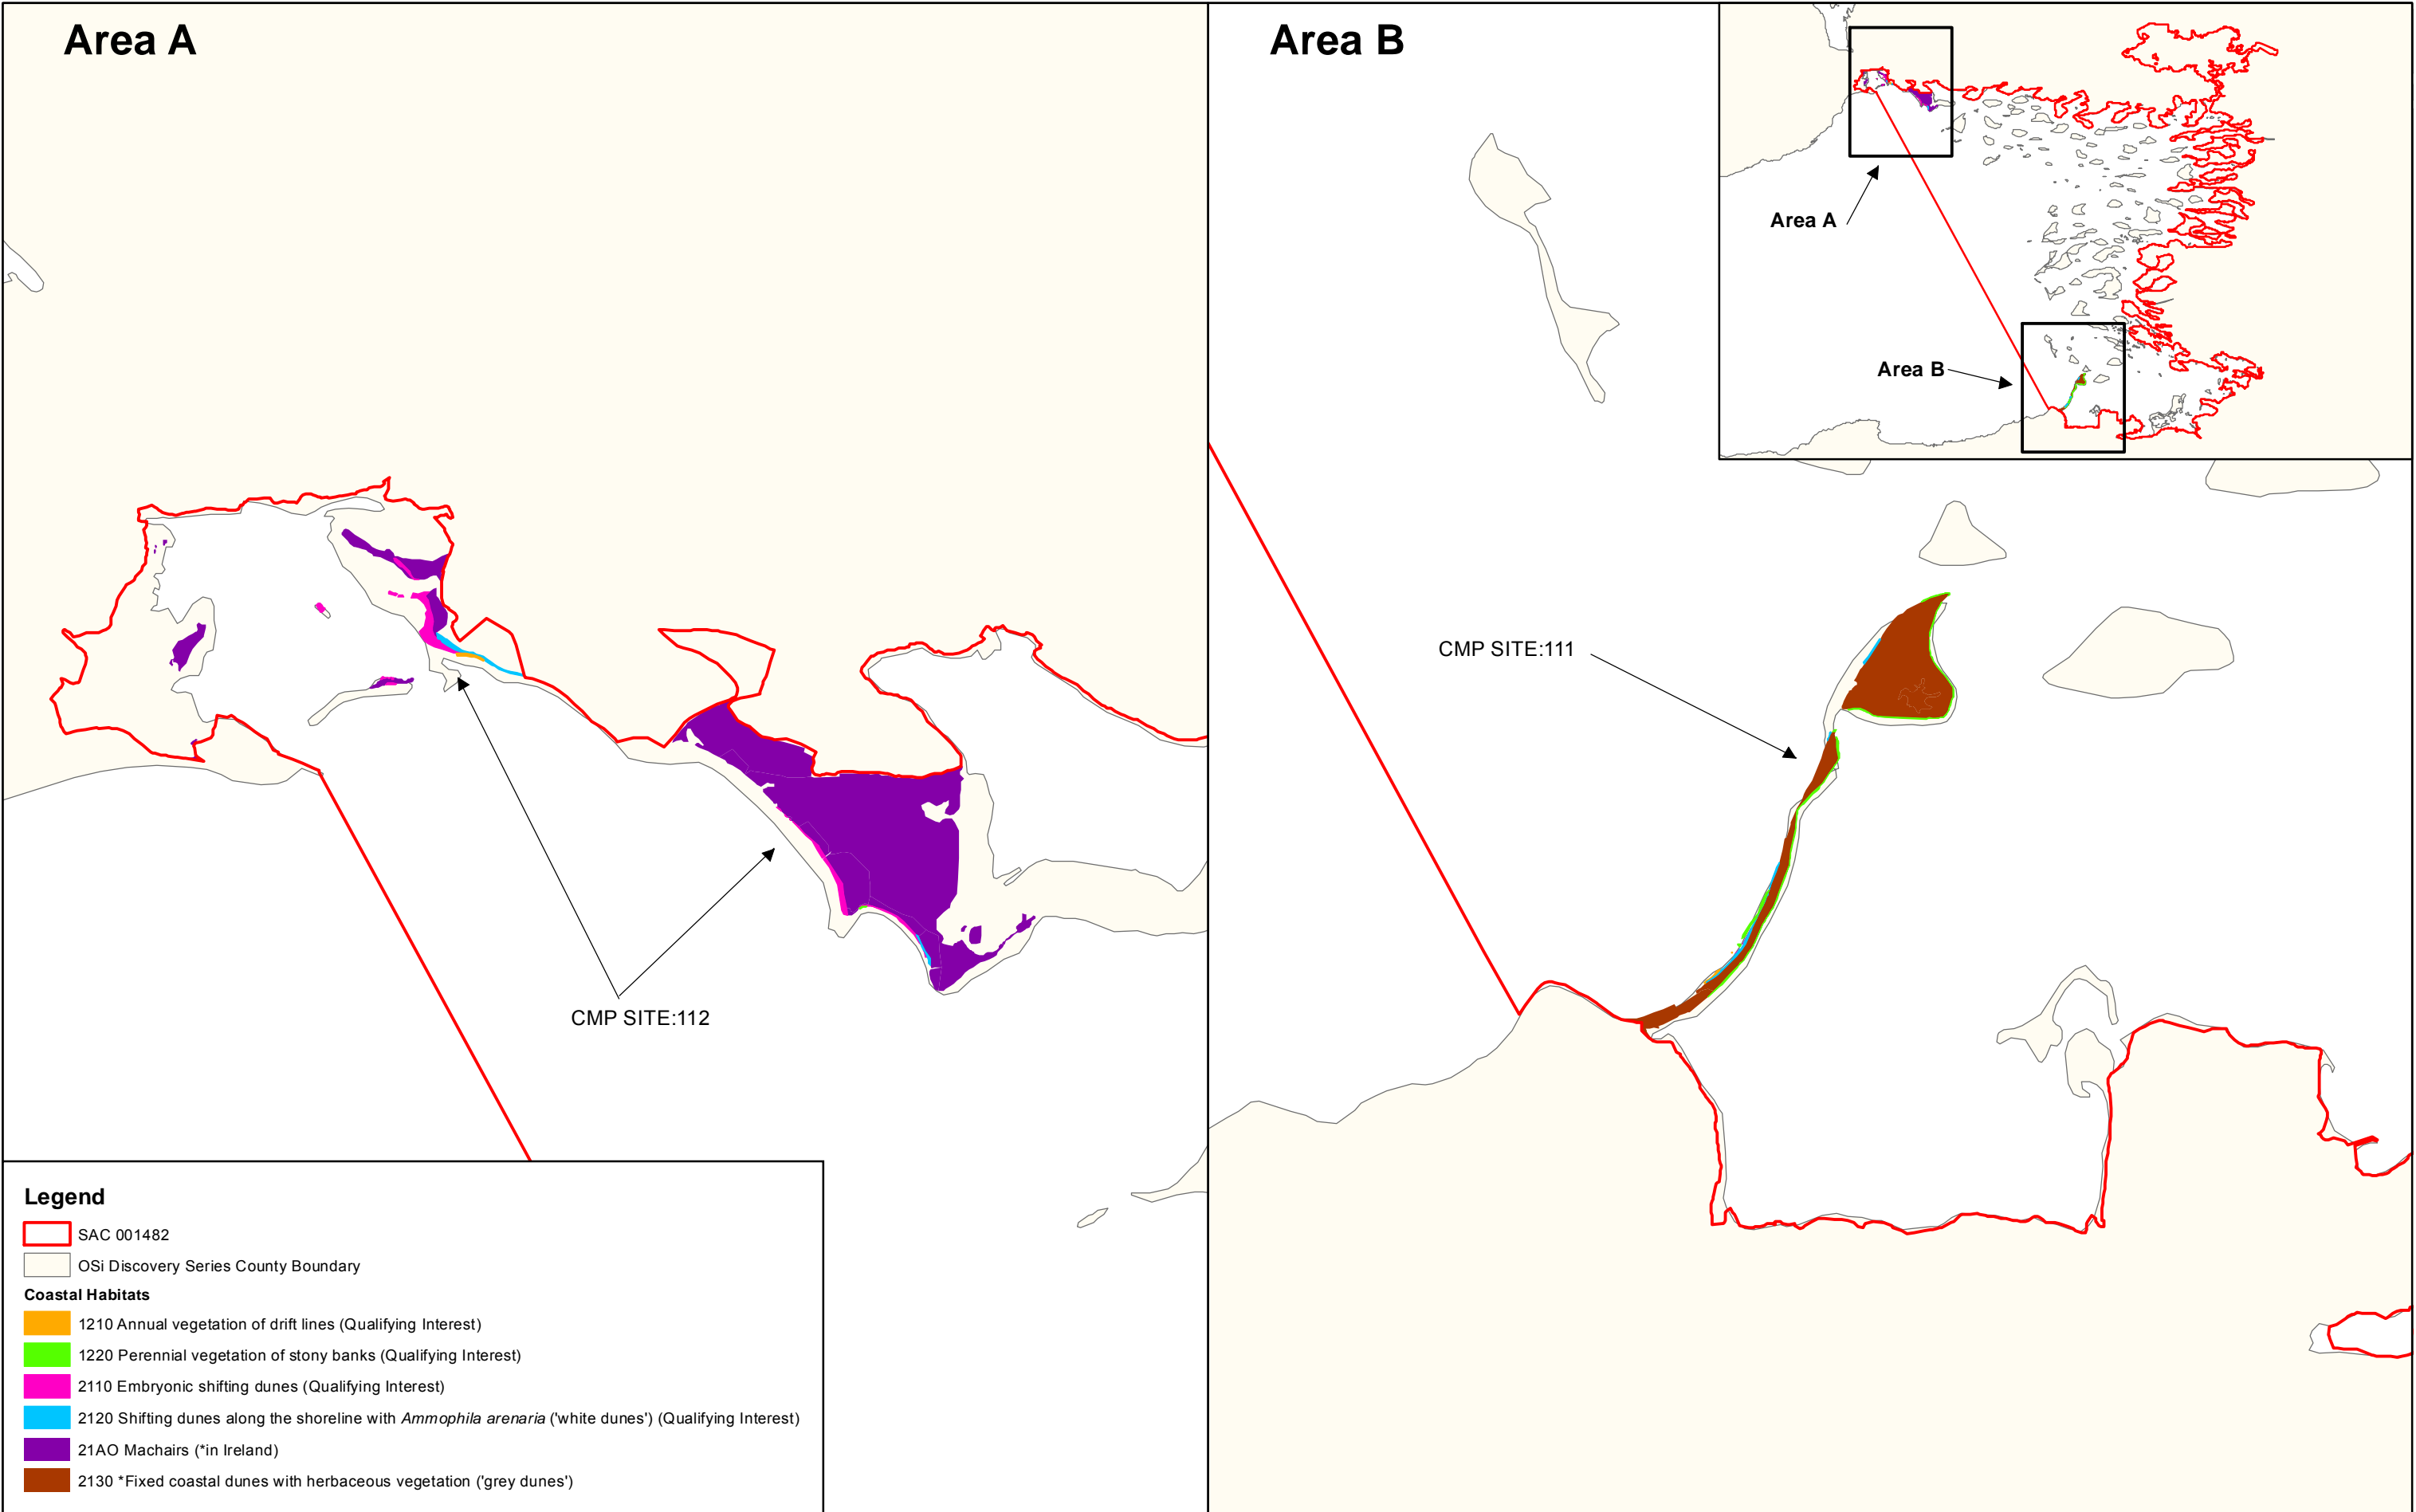 Area A
Area B
Area A
Area B
CMP SITE:111
CMP SITE:112
Legend
SAC 001482
OSi Discovery Series County Boundary
Coastal Habitats
1210 Annual vegetation of drift lines (Qualifying Interest)
1220 Perennial vegetation of stony banks (Qualifying Interest)
2110 Embryonic shifting dunes (Qualifying Interest)
2120 Shifting dunes along the shoreline with Ammophila arenaria ('white dunes') (Qualifying Interest)
21AO Machairs (*in Ireland)
2130 *Fixed coastal dunes with herbaceous vegetation ('grey dunes')